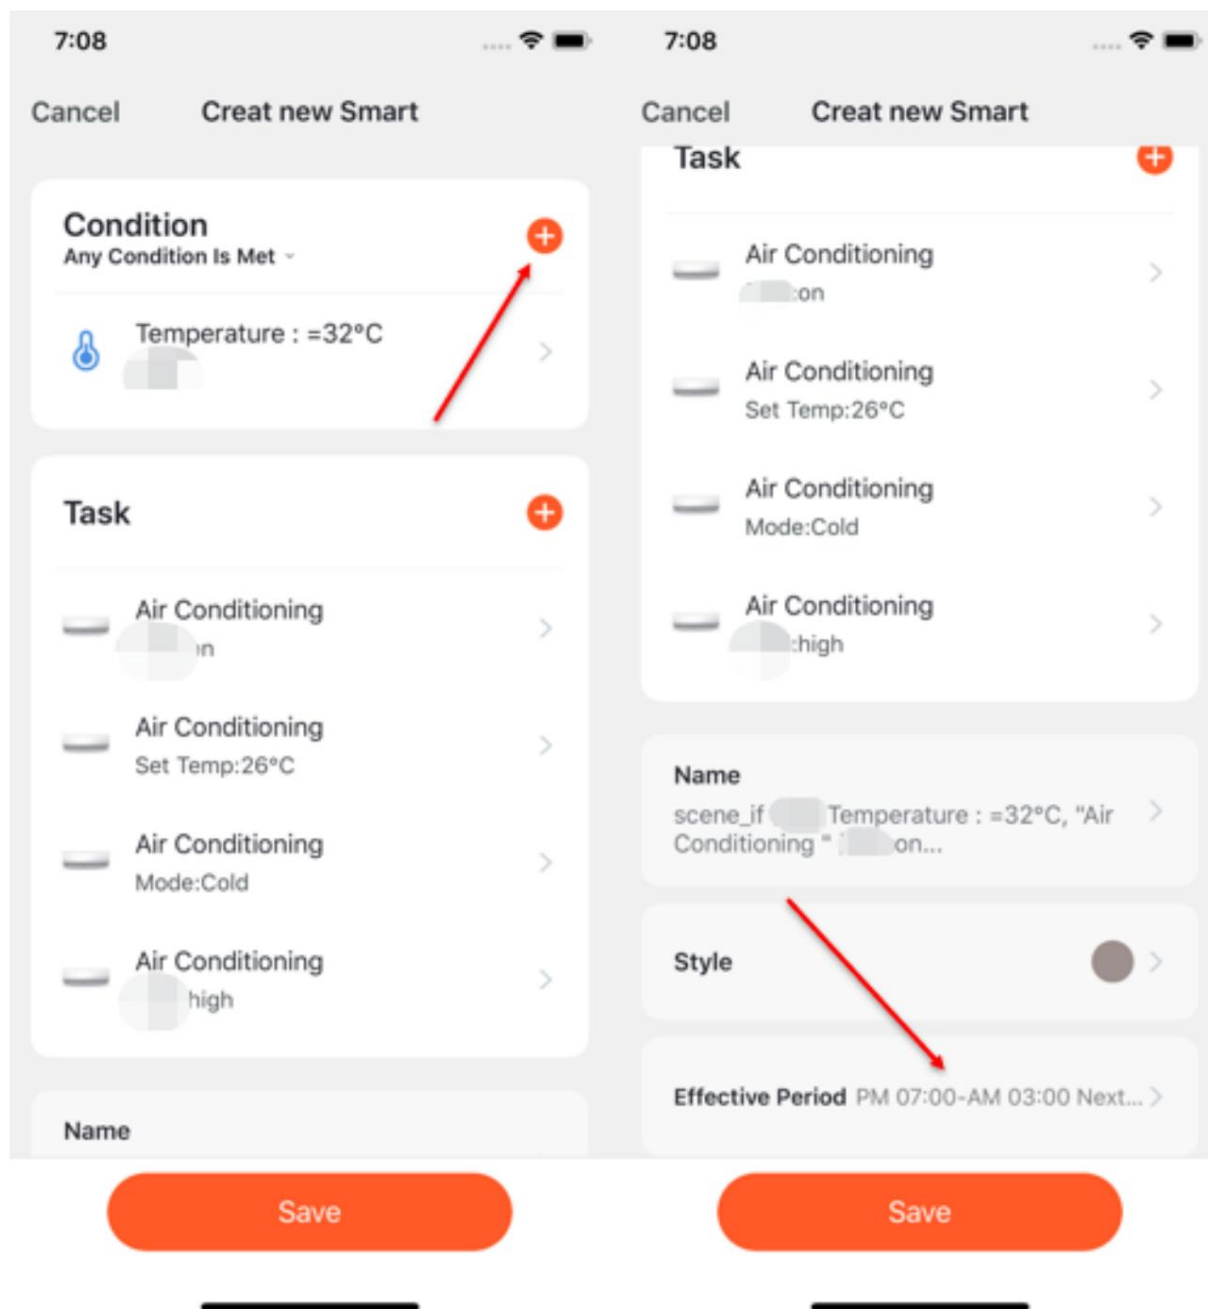 7:08
Cancel
Creat new Smart
Condition
Any Condition Is Met
Temperature : =32°C
Task
Air Conditioning
Air Conditioning
Set Temp:26°C
Air Conditioning
Mode:Cold
Air Conditioning
high
Name
Save
7:08
Cancel
Creat new Smart
Task
Air Conditioning
:on
Air Conditioning
Set Temp:26°C
Air Conditioning
Mode:Cold
Air Conditioning
:high
Name
scene_if Temperature : =32°C, "Air
Conditioning " on...
Style
Effective Period PM 07:00-AM 03:00 Next...
Save